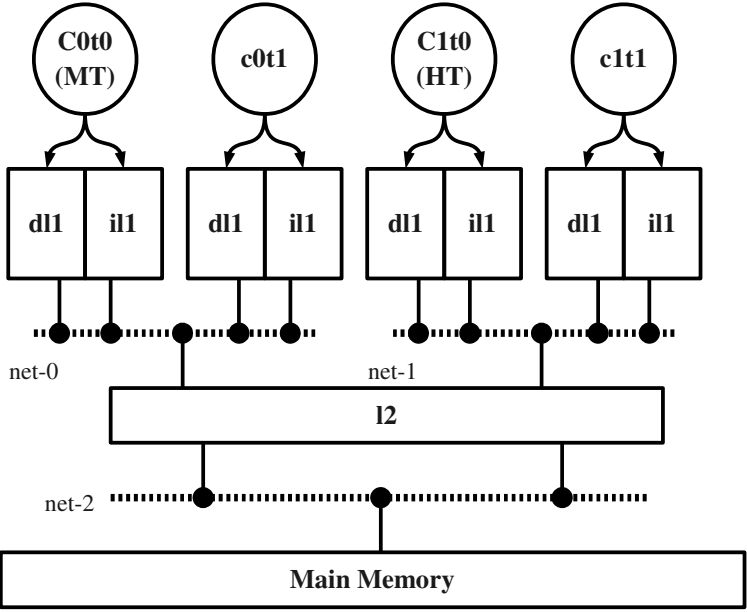 C0t0
(MT)
c0t1
C1t0
(HT)
c1t1
dl1
il1
dl1
il1
dl1
il1
dl1
il1
net-0
net-1
l2
net-2
Main Memory